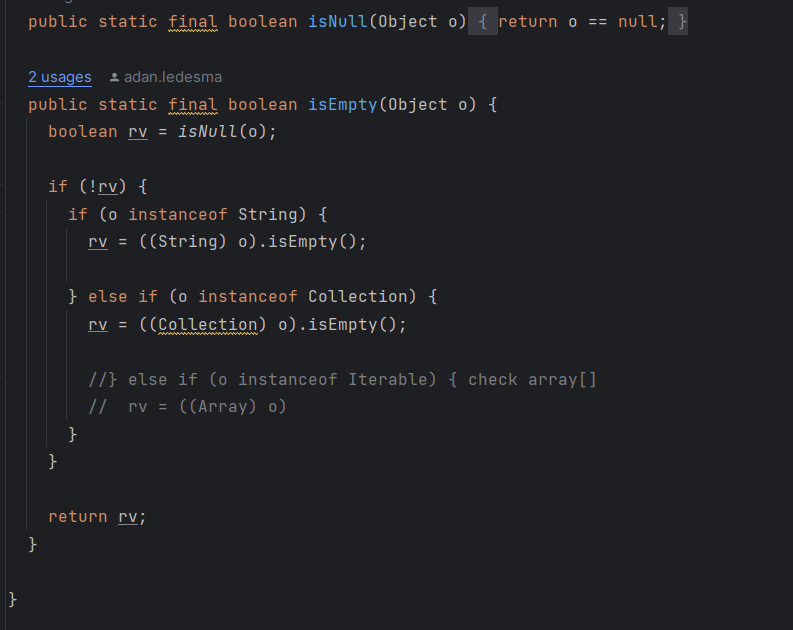 public static final boolean isNull(Object o) { return o == null; }
2 usages adan.ledesma
public static final boolean isEmpty(Object o) {
boolean rv = isNull(o);
if (!rv) {
if (o instanceof String) {
rv = ((String) o).isEmpty();
} else if (o instanceof Collection) {
rv = ((Collection) o).isEmpty();
//} else if (o instanceof Iterable) { check array[]
//  rv = ((Array) o)
}
}
return rv;
}
}